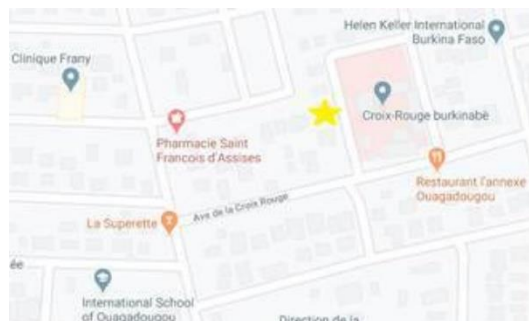 Helen Keller International
Burkina Faso
Clinique Frany
Croix-Rouge burkinabè
Pharmacie Saint
Francois d'Assises
Restaurant l'annexe
Ouagadougou
Ave de la Croix Rouge
La Superette
ée
International School
of Ouagadougou
Direction de la